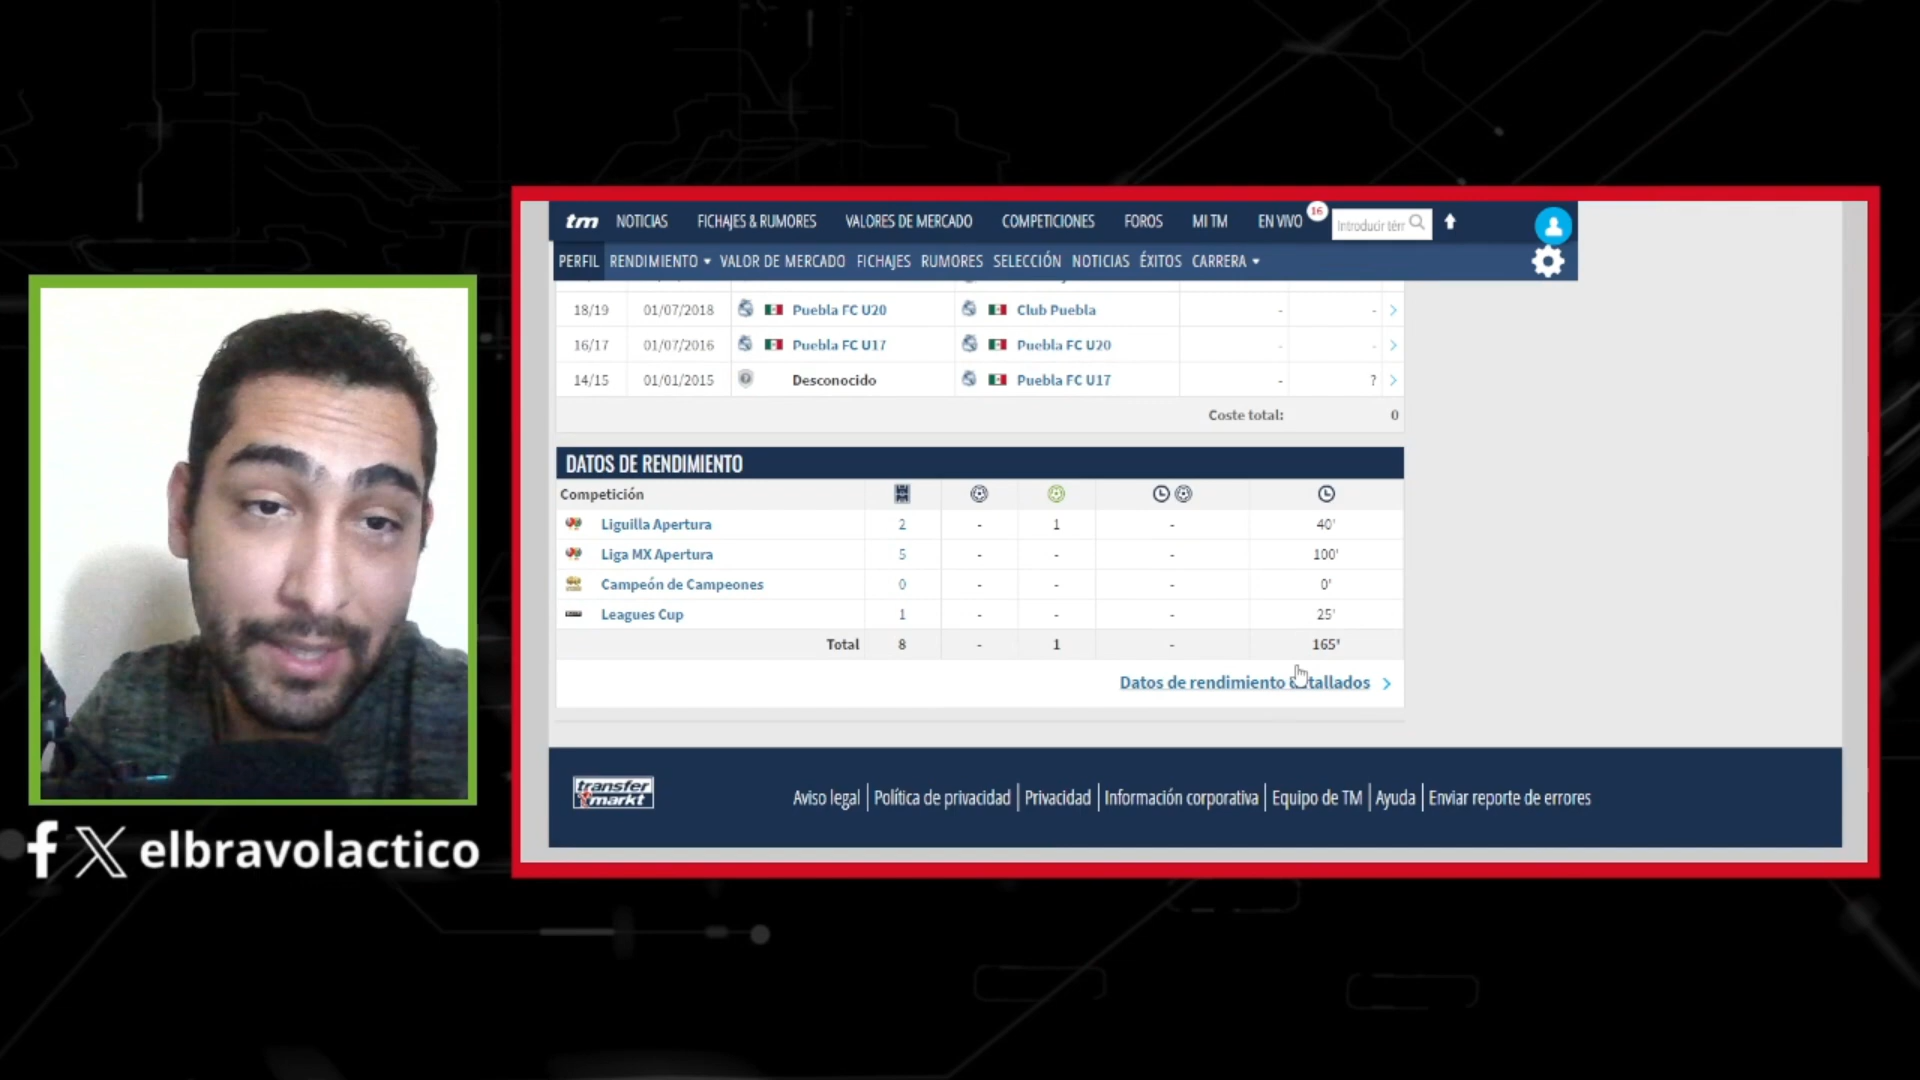 tm NOTICIAS FICHAJES & RUMORES VALORES DE MERCADO COMPETICIONES FOROS MI TM EN VIVO 16 Introducir térr
PERFIL RENDIMIENTO VALOR DE MERCADO FICHAJES RUMORES SELECCIÓN NOTICIAS ÉXITOS CARRERA
18/19 01/07/2018 Puebla FC U20 Club Puebla - -
16/17 01/07/2016 Puebla FC U17 Puebla FC U20 - -
14/15 01/01/2015 Desconocido Puebla FC U17 - ?
Coste total: 0
DATOS DE RENDIMIENTO
Competición
Liguilla Apertura 2 - 1 - 40'
Liga MX Apertura 5 - - - 100'
Campeón de Campeones 0 - - - 0'
Leagues Cup 1 - - - 25'
Total 8 - 1 - 165'
Datos de rendimiento detallados
transfer markt
Aviso legal Política de privacidad Privacidad Información corporativa Equipo de TM Ayuda Enviar reporte de errores
f X elbravolactico